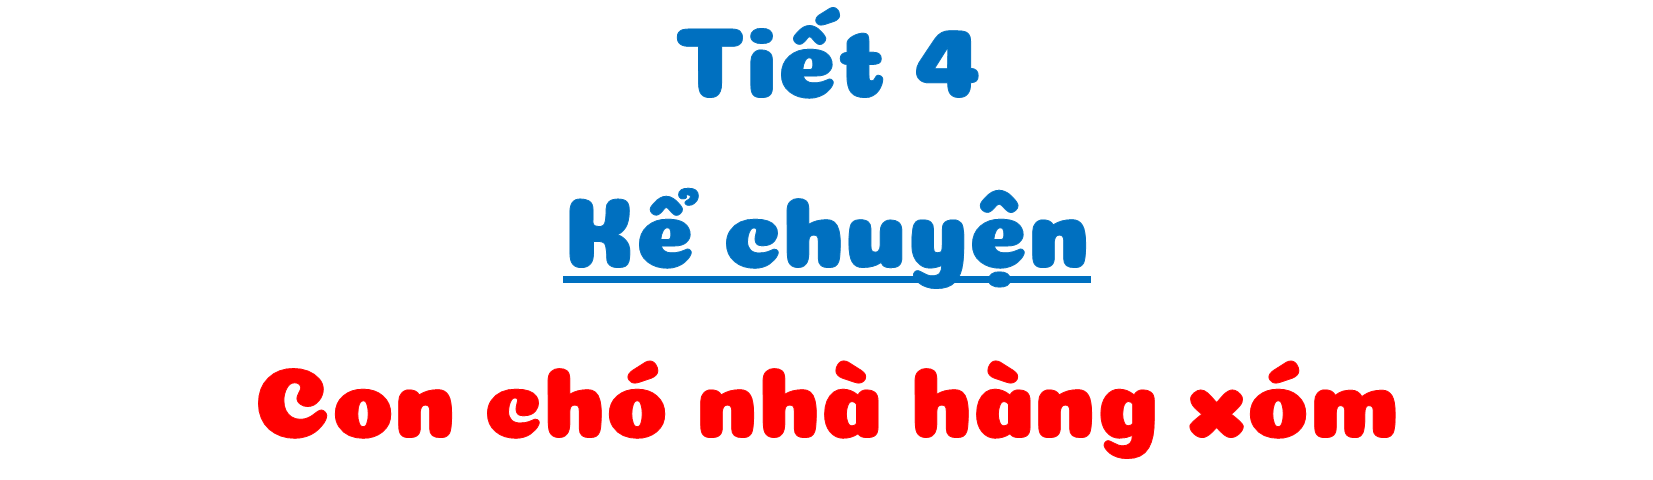 Tiết 4
Kể chuyện
Con chó nhà hàng xóm